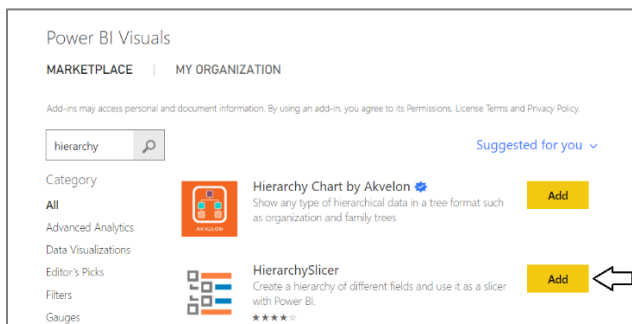 Power BI Visuals
MARKETPLACE | MY ORGANIZATION
Add-ins may access personal and document information. By using an add-in, you agree to its Permissions, License Terms and Privacy Policy.
hierarchy
Suggested for you
Category
All
Advanced Analytics
Data Visualizations
Editor's Picks
Filters
Gauges
AKVELON
Hierarchy Chart by Akvelon
Show any type of hierarchical data in a tree format such
as organization and family trees
Add
HierarchySlicer
Create a hierarchy of different fields and use it as a slicer
with Power BI.
Add